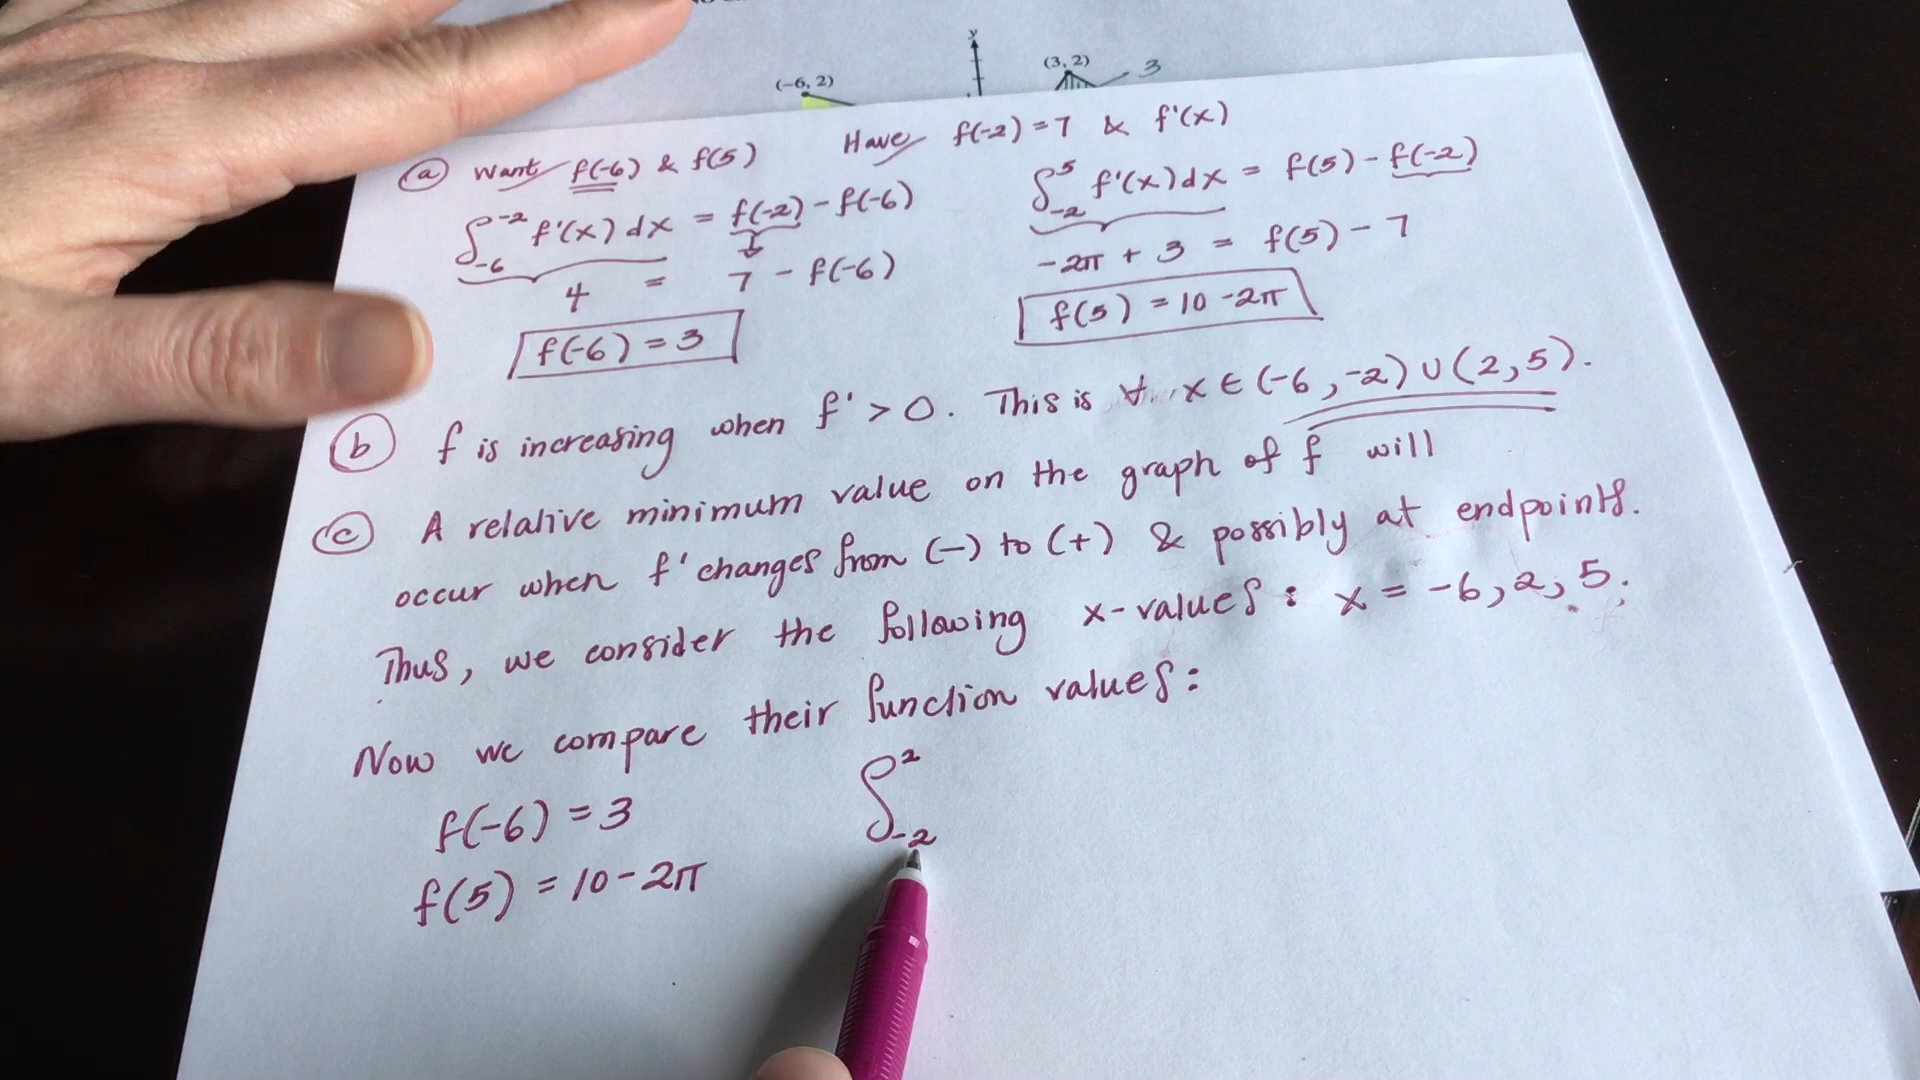 y
(-6, 2)
(3, 2)
3
(a) Want f(-6) & f(5)
Have f(-2) = 7 & f'(x)
∫_{-6}^{-2} f'(x) dx = f(-2) - f(-6)
4 = 7 - f(-6)
f(-6) = 3
∫_{-2}^{5} f'(x) dx = f(5) - f(-2)
-2π + 3 = f(5) - 7
f(5) = 10 - 2π
(b) f is increasing when f' > 0. This is ∀ x ∈ (-6, -2) ∪ (2, 5).
(c) A relative minimum value on the graph of f will
occur when f' changes from (-) to (+) & possibly at endpoints.
Thus, we consider the following x-values: x = -6, 2, 5.
Now we compare their function values:
f(-6) = 3
f(5) = 10 - 2π
∫_{-2}^{2}